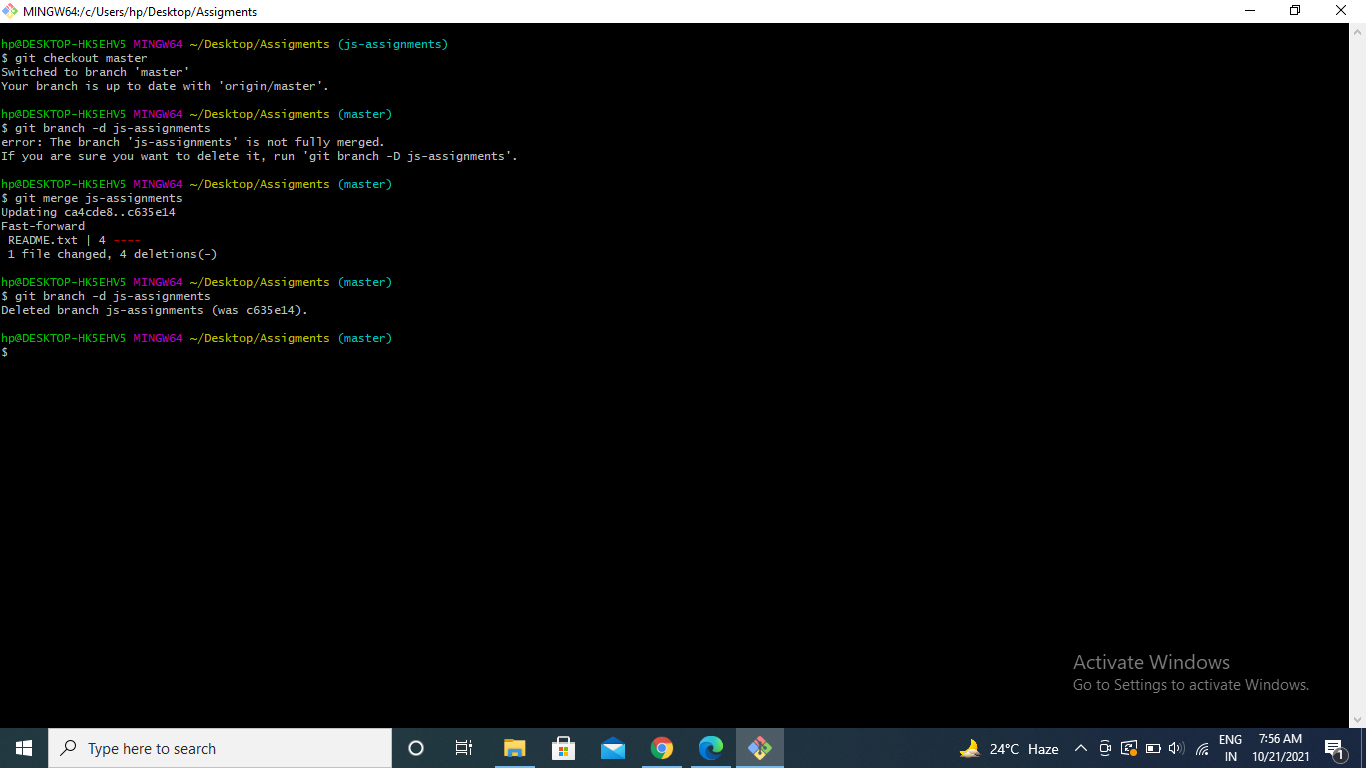 MINGW64:/c/Users/hp/Desktop/Assigments
hp@DESKTOP-HK5EHV5 MINGW64 ~/Desktop/Assigments (js-assignments)
$ git checkout master
Switched to branch 'master'
Your branch is up to date with 'origin/master'.
hp@DESKTOP-HK5EHV5 MINGW64 ~/Desktop/Assigments (master)
$ git branch -d js-assignments
error: The branch 'js-assignments' is not fully merged.
If you are sure you want to delete it, run 'git branch -D js-assignments'.
hp@DESKTOP-HK5EHV5 MINGW64 ~/Desktop/Assigments (master)
$ git merge js-assignments
Updating ca4cde8..c635e14
Fast-forward
 README.txt | 4 ----
 1 file changed, 4 deletions(-)
hp@DESKTOP-HK5EHV5 MINGW64 ~/Desktop/Assigments (master)
$ git branch -d js-assignments
Deleted branch js-assignments (was c635e14).
hp@DESKTOP-HK5EHV5 MINGW64 ~/Desktop/Assigments (master)
$
Activate Windows
Go to Settings to activate Windows.
Type here to search
24°C Haze
ENG
IN
7:56 AM
10/21/2021
1